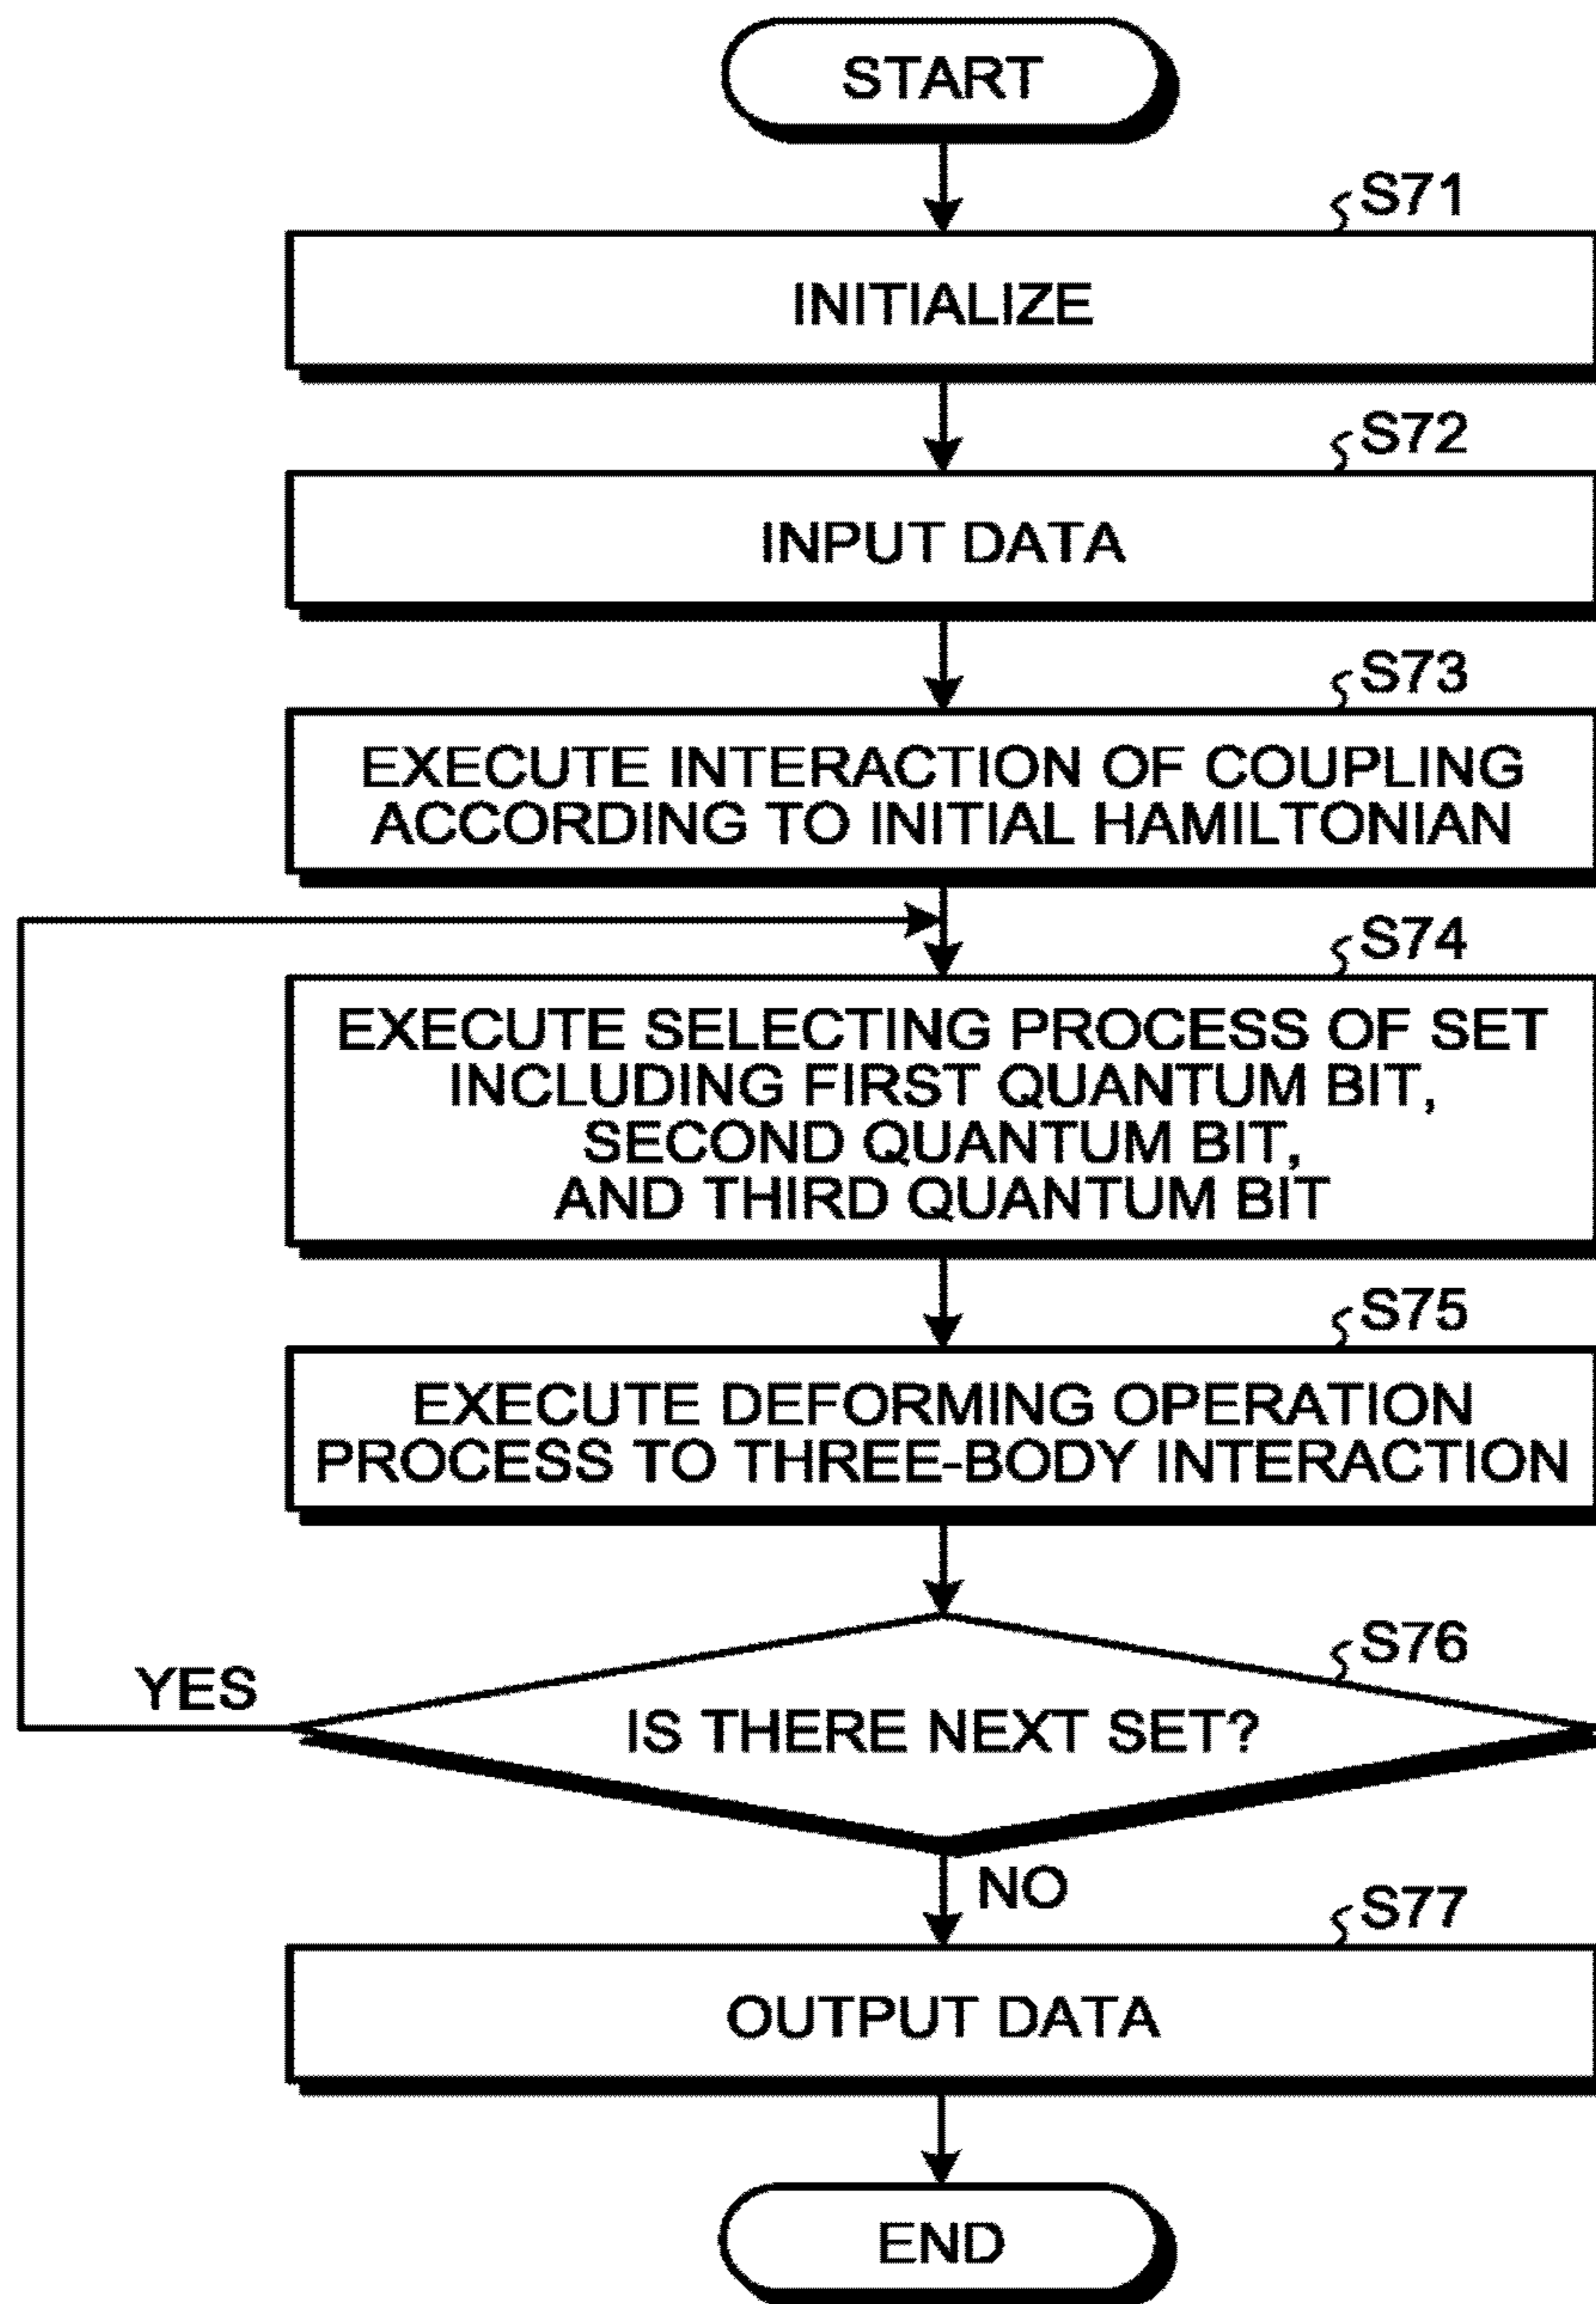 START
S71
INITIALIZE
S72
INPUT DATA
S73
EXECUTE INTERACTION OF COUPLING
ACCORDING TO INITIAL HAMILTONIAN
S74
EXECUTE SELECTING PROCESS OF SET
INCLUDING FIRST QUANTUM BIT,
SECOND QUANTUM BIT,
AND THIRD QUANTUM BIT
S75
EXECUTE DEFORMING OPERATION
PROCESS TO THREE-BODY INTERACTION
S76
YES
IS THERE NEXT SET?
NO
S77
OUTPUT DATA
END